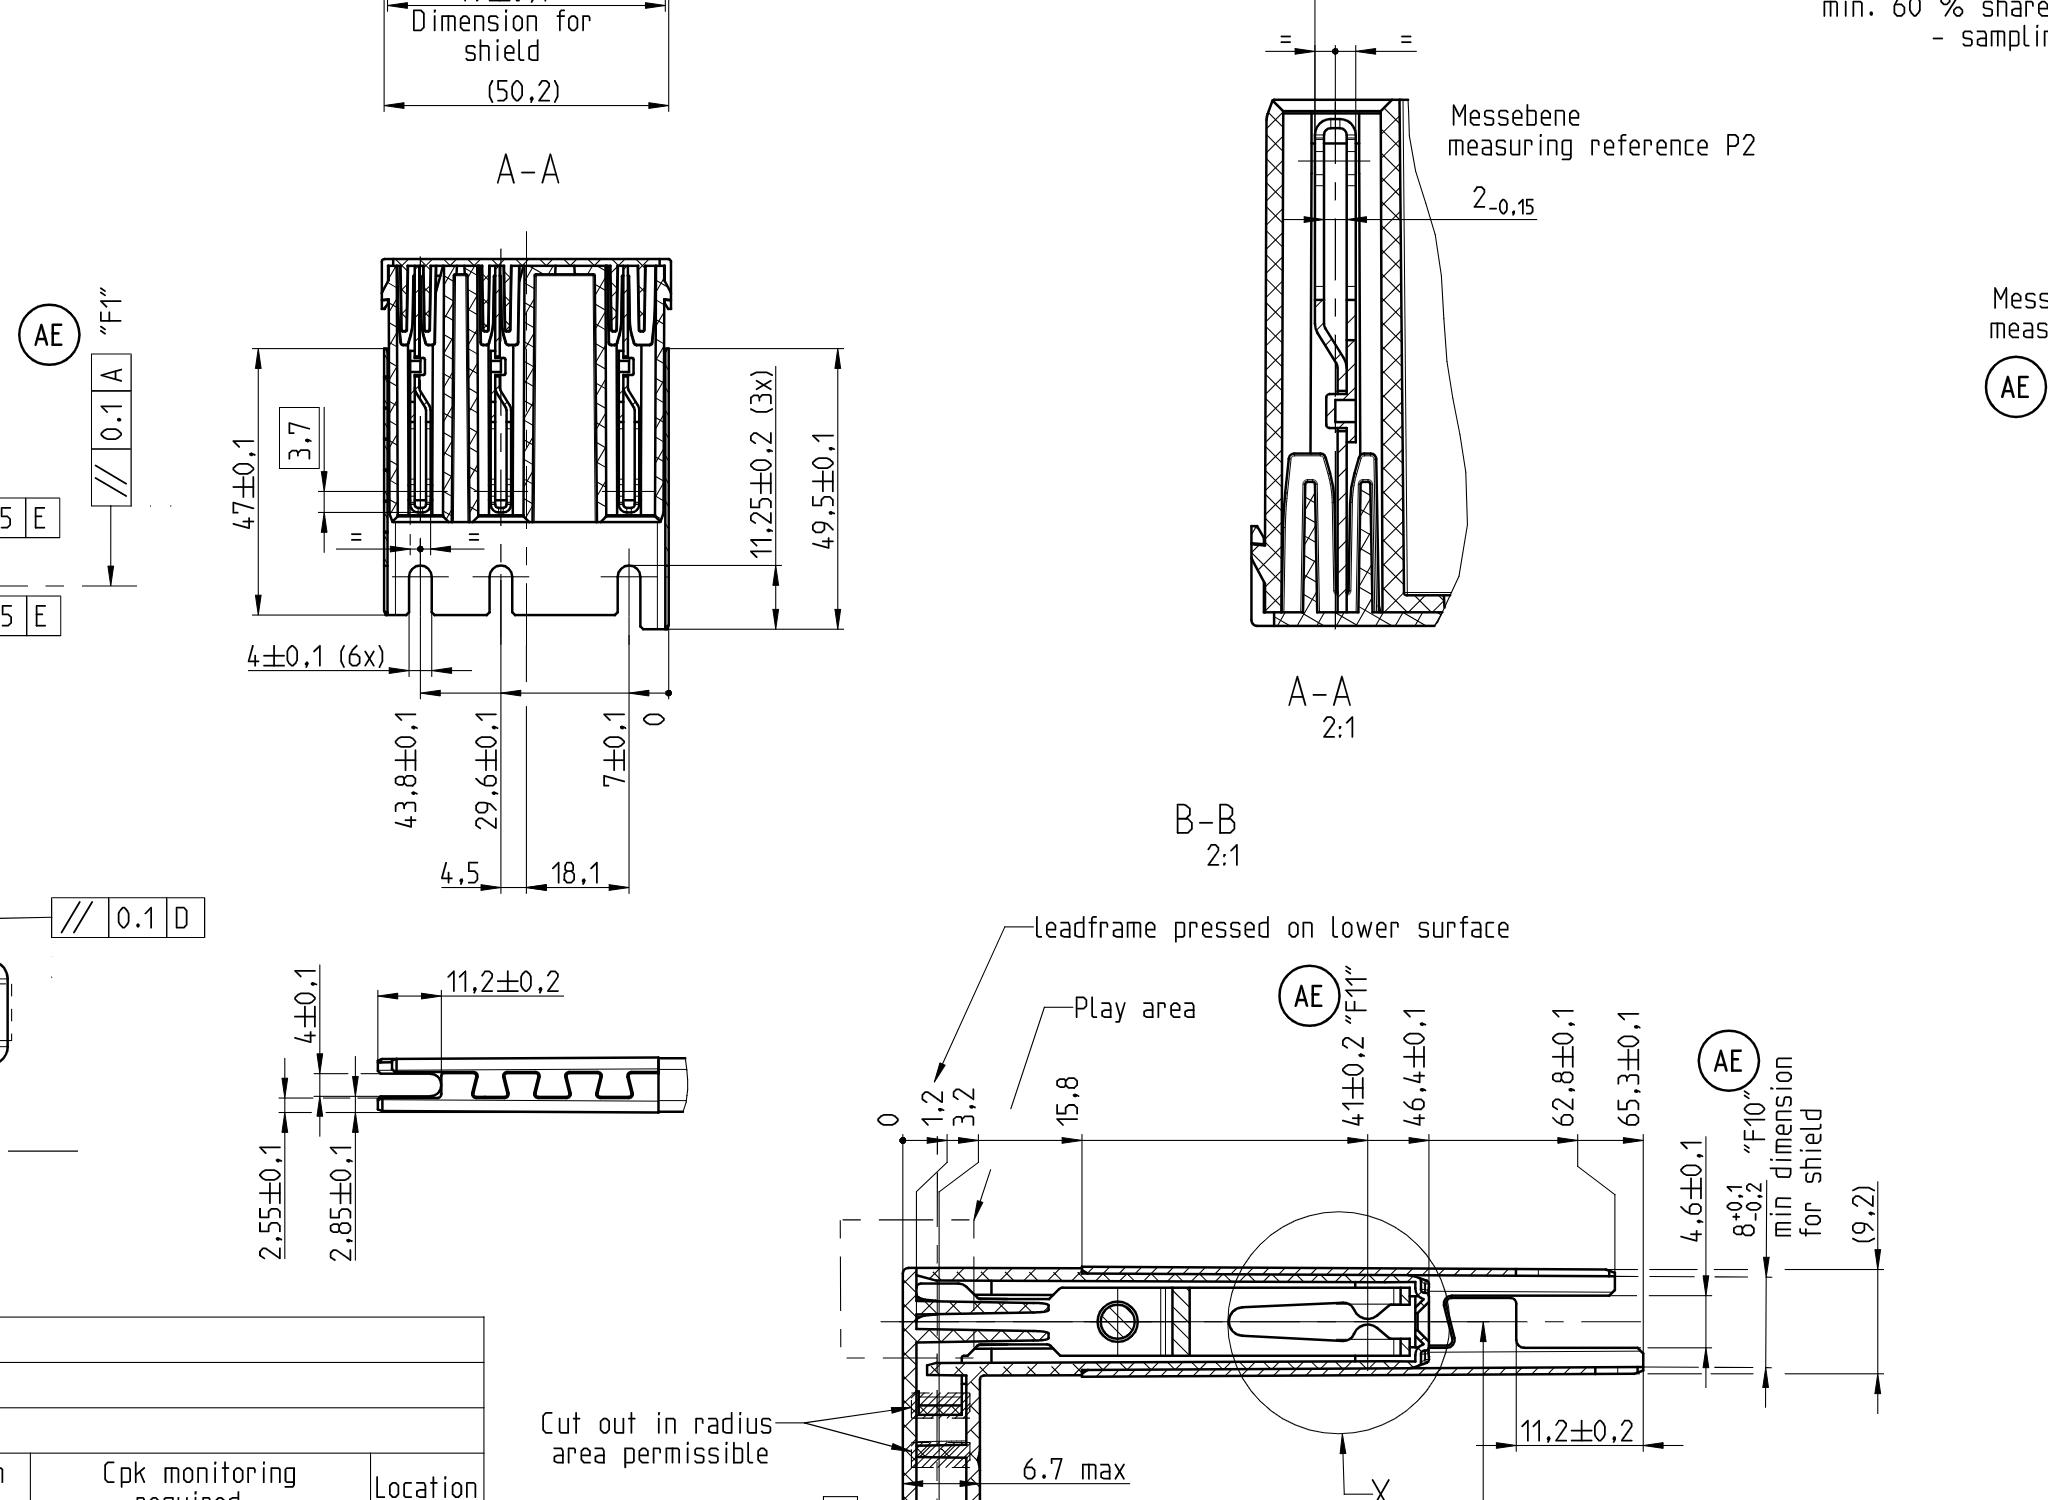 Dimension for
shield
(50,2)
A-A
= =
min. 60 % share
Messebene
measuring reference P2
2 -0,15
AE
"F1"
// 0.1 A
5 E
5 E
47±0,1
3,7
= =
11,25±0,2 (3x)
49,5±0,1
4±0,1 (6x)
43,8±0,1
29,6±0,1
7±0,1
0
4,5
18,1
A-A
2:1
AE
B-B
2:1
// 0.1 D
4±0,1
11,2±0,2
2,55±0,1
2,85±0,1
leadframe pressed on lower surface
Play area
AE
0
1,2
3,2
15,8
41±0,2 "F11"
46,4±0,1
62,8±0,1
65,3±0,1
AE
4,6±0,1
8 +0,1 -0,2 "F10"
min dimension
for shield
(9,2)
11,2±0,2
X
Cut out in radius
area permissible
6.7 max
Cpk monitoring
Location